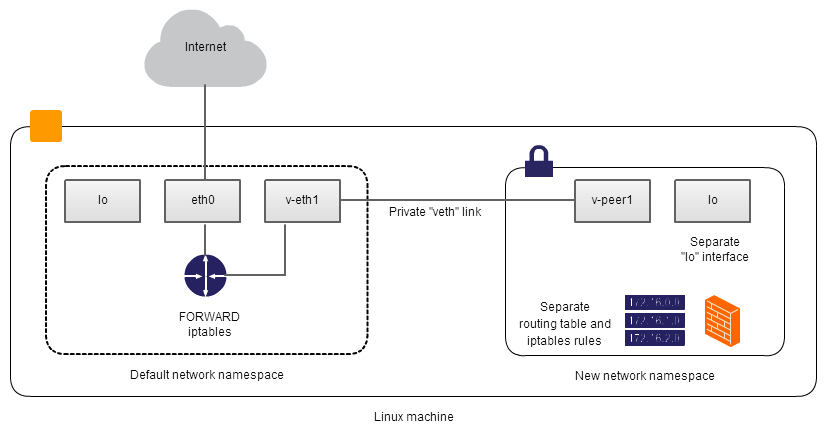 Internet
lo
eth0
v-eth1
Private "veth" link
v-peer1
lo
Separate
"lo" interface
FORWARD
iptables
Separate
routing table and
iptables rules
172.16.0.0
172.16.1.0
172.16.2.0
Default network namespace
New network namespace
Linux machine